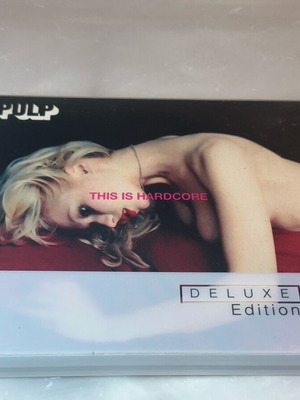 PULP
THIS IS HARDCORE
DELUXE
Edition